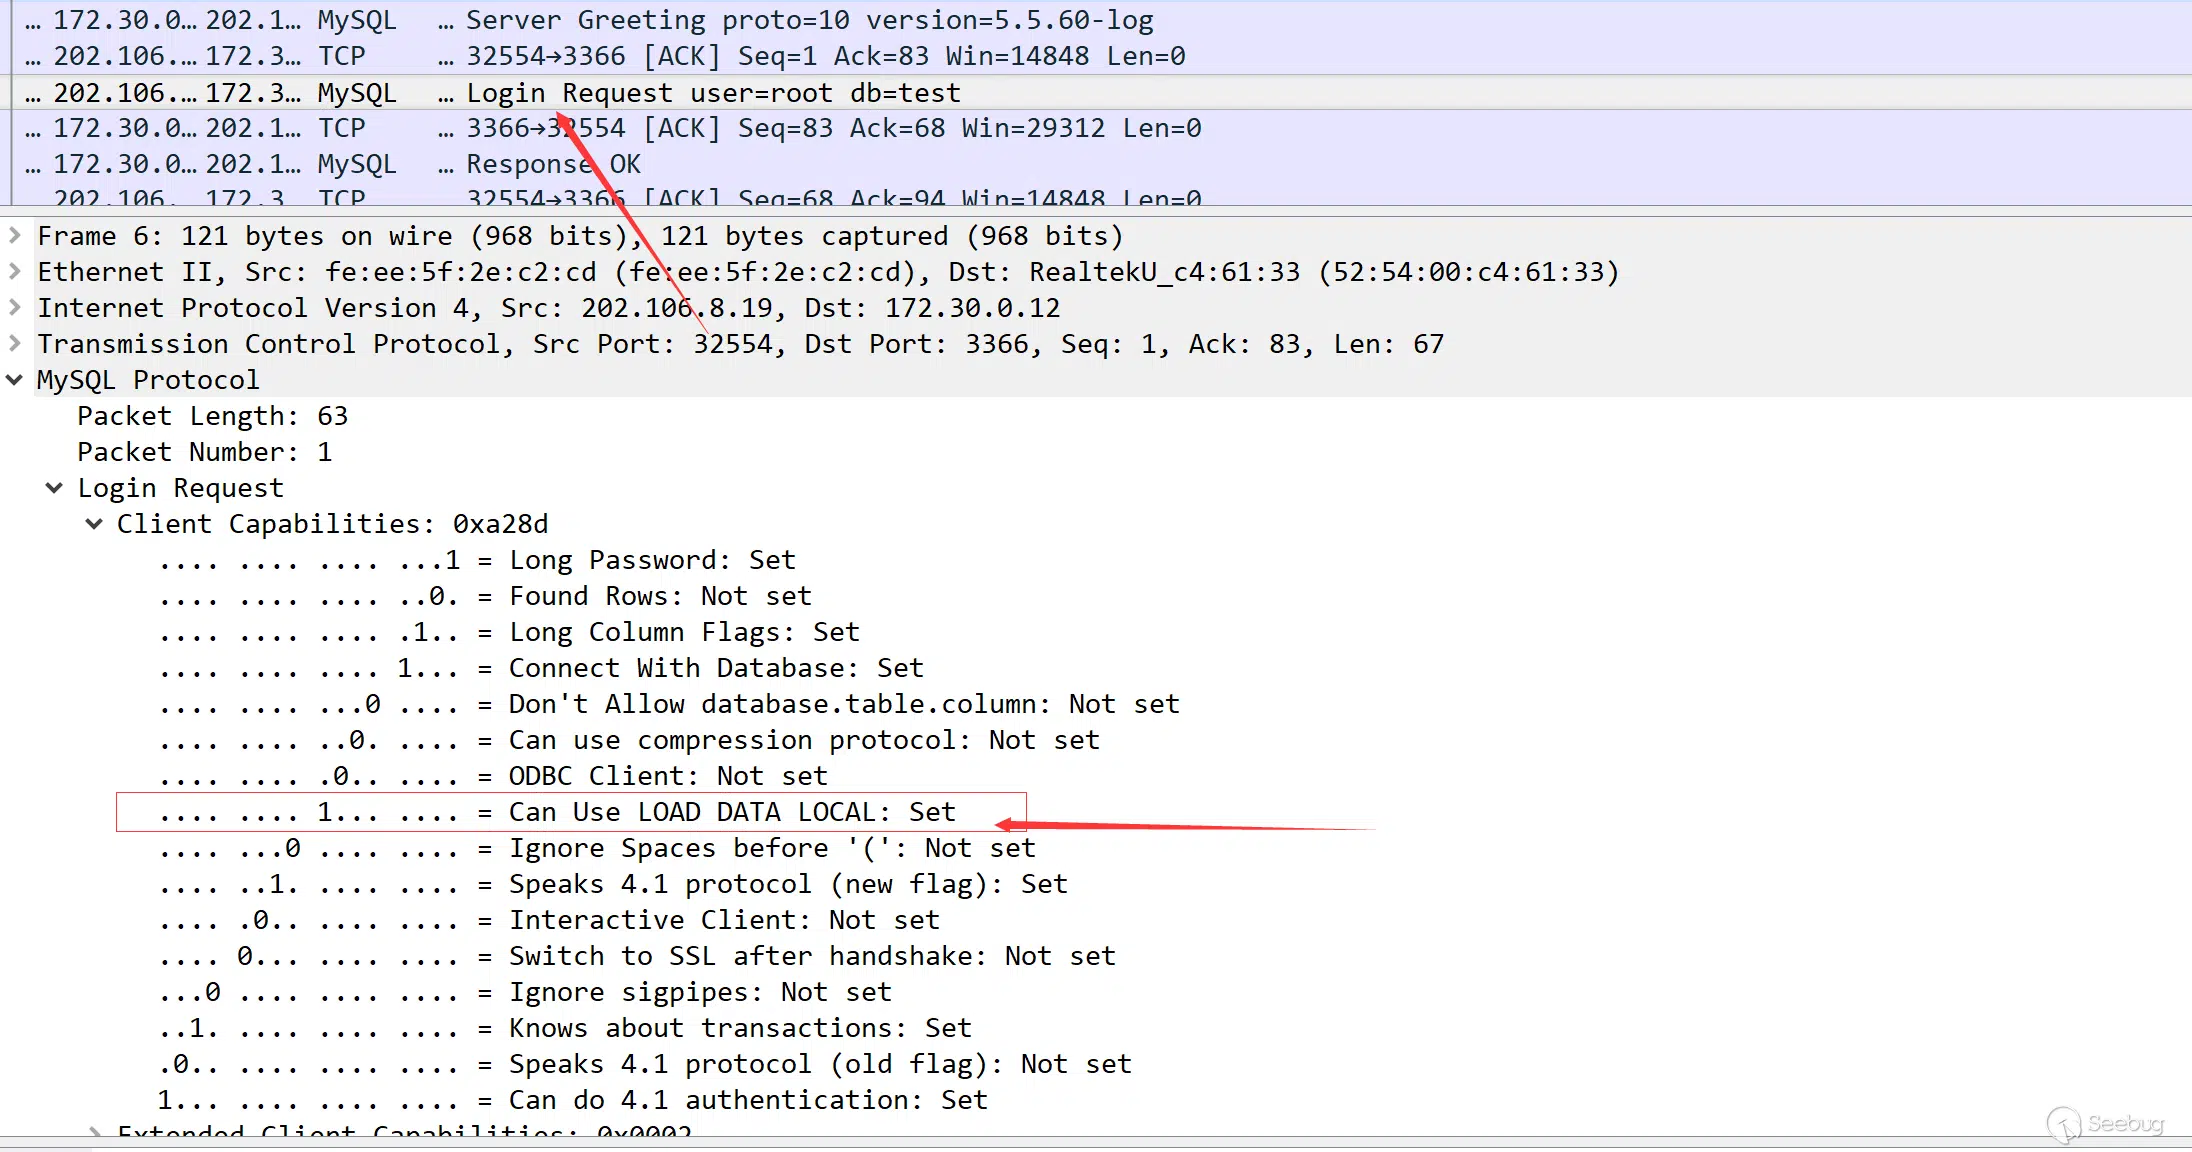 … 172.30.0… 202.1… MySQL … Server Greeting proto=10 version=5.5.60-log
… 202.106.… 172.3… TCP … 32554→3366 [ACK] Seq=1 Ack=83 Win=14848 Len=0
… 202.106.… 172.3… MySQL … Login Request user=root db=test
… 172.30.0… 202.1… TCP … 3366→32554 [ACK] Seq=83 Ack=68 Win=29312 Len=0
… 172.30.0… 202.1… MySQL … Response OK
202.106. 172.3 TCP 32554→3366 [ACK] Seq=68 Ack=94 Win=14848 Len=0
Frame 6: 121 bytes on wire (968 bits), 121 bytes captured (968 bits)
Ethernet II, Src: fe:ee:5f:2e:c2:cd (fe:ee:5f:2e:c2:cd), Dst: RealtekU_c4:61:33 (52:54:00:c4:61:33)
Internet Protocol Version 4, Src: 202.106.8.19, Dst: 172.30.0.12
Transmission Control Protocol, Src Port: 32554, Dst Port: 3366, Seq: 1, Ack: 83, Len: 67
MySQL Protocol
Packet Length: 63
Packet Number: 1
Login Request
Client Capabilities: 0xa28d
.... .... .... ...1 = Long Password: Set
.... .... .... ..0. = Found Rows: Not set
.... .... .... .1.. = Long Column Flags: Set
.... .... .... 1... = Connect With Database: Set
.... .... ...0 .... = Don't Allow database.table.column: Not set
.... .... ..0. .... = Can use compression protocol: Not set
.... .... .0.. .... = ODBC Client: Not set
.... .... 1... .... = Can Use LOAD DATA LOCAL: Set
.... ...0 .... .... = Ignore Spaces before '(': Not set
.... ..1. .... .... = Speaks 4.1 protocol (new flag): Set
.... .0.. .... .... = Interactive Client: Not set
.... 0... .... .... = Switch to SSL after handshake: Not set
...0 .... .... .... = Ignore sigpipes: Not set
..1. .... .... .... = Knows about transactions: Set
.0.. .... .... .... = Speaks 4.1 protocol (old flag): Not set
1... .... .... .... = Can do 4.1 authentication: Set
Extended Client Capabilities: 0x0002
Seebug